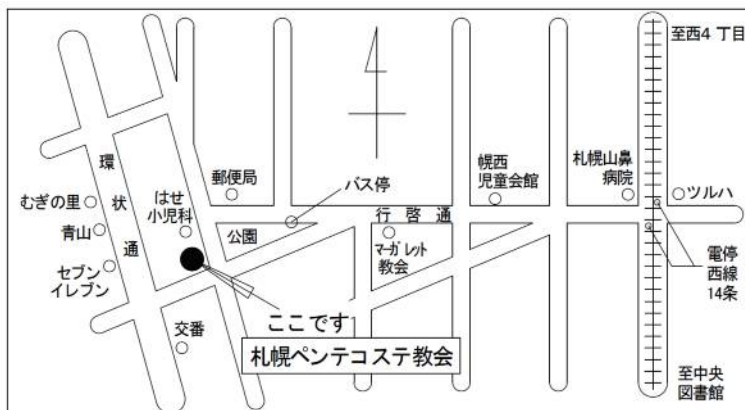 至西4丁目
環状通
郵便局
バス停
幌西
児童会館
札幌山鼻
病院
ツルハ
むぎの里
はせ
小児科
青山
公園
行啓通
マーガレット
教会
セブン
イレブン
電停
西線
14条
ここです
交番
札幌ペンテコステ教会
至中央
図書館